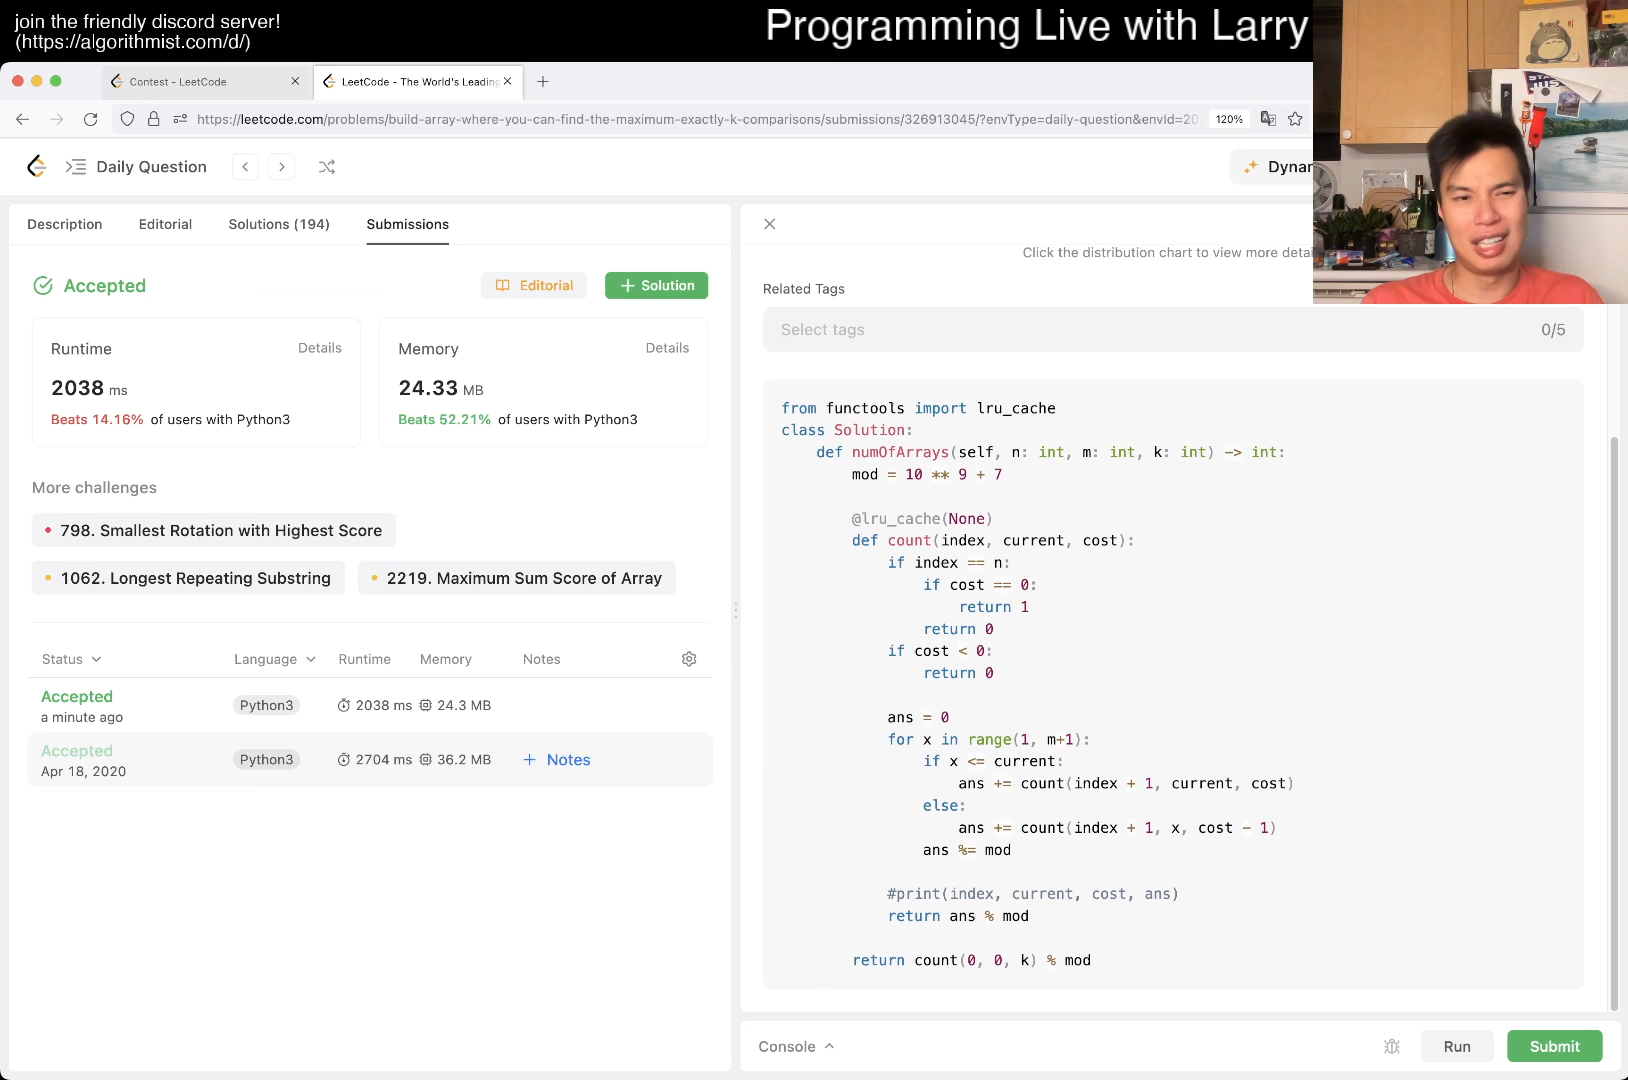 join the friendly discord server!
(https://algorithmist.com/d/)
Programming Live with Larry
Contest - LeetCode
LeetCode - The World's Leading
https://leetcode.com/problems/build-array-where-you-can-find-the-maximum-exactly-k-comparisons/submissions/326913045/?envType=daily-question&envId=20
120%
Daily Question
Dynar
Description
Editorial
Solutions (194)
Submissions
Accepted
Editorial
Solution
Runtime
Details
2038 ms
Beats 14.16% of users with Python3
Memory
Details
24.33 MB
Beats 52.21% of users with Python3
More challenges
798. Smallest Rotation with Highest Score
1062. Longest Repeating Substring
2219. Maximum Sum Score of Array
Status
Language
Runtime
Memory
Notes
Accepted
a minute ago
Python3
2038 ms
24.3 MB
Accepted
Apr 18, 2020
Python3
2704 ms
36.2 MB
+ Notes
Click the distribution chart to view more detai
Related Tags
Select tags
0/5
from functools import lru_cache
class Solution:
    def numOfArrays(self, n: int, m: int, k: int) -> int:
        mod = 10 ** 9 + 7
        @lru_cache(None)
        def count(index, current, cost):
            if index == n:
                if cost == 0:
                    return 1
                return 0
            if cost < 0:
                return 0
            ans = 0
            for x in range(1, m+1):
                if x <= current:
                    ans += count(index + 1, current, cost)
                else:
                    ans += count(index + 1, x, cost - 1)
                ans %= mod
            #print(index, current, cost, ans)
            return ans % mod
        return count(0, 0, k) % mod
Console
Run
Submit